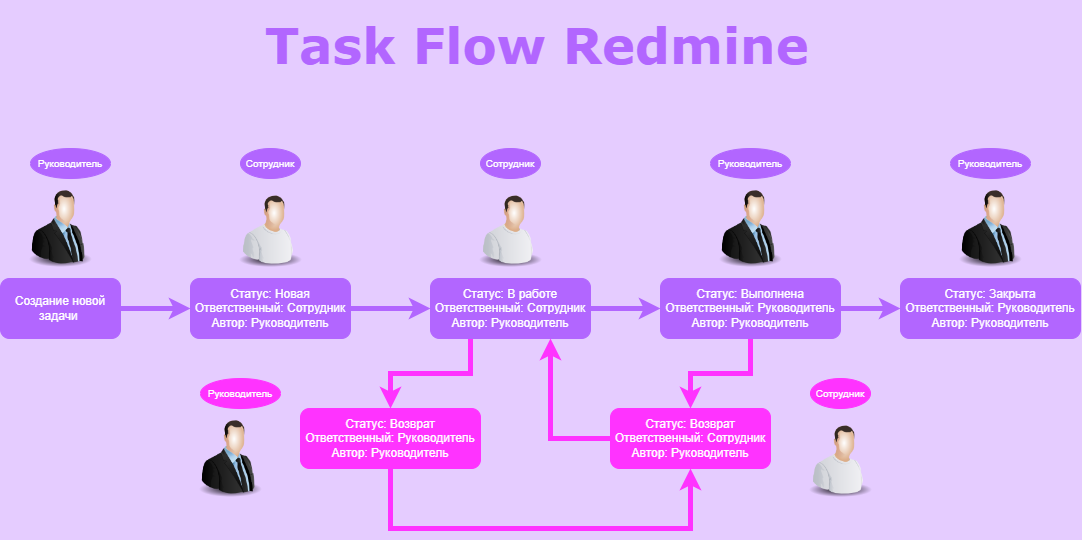 Task Flow Redmine
Руководитель
Сотрудник
Сотрудник
Руководитель
Руководитель
Создание новой
задачи
Статус: Новая
Ответственный: Сотрудник
Автор: Руководитель
Статус: В работе
Ответственный: Сотрудник
Автор: Руководитель
Статус: Выполнена
Ответственный: Руководитель
Автор: Руководитель
Статус: Закрыта
Ответственный: Руководитель
Автор: Руководитель
Руководитель
Статус: Возврат
Ответственный: Руководитель
Автор: Руководитель
Статус: Возврат
Ответственный: Сотрудник
Автор: Руководитель
Сотрудник